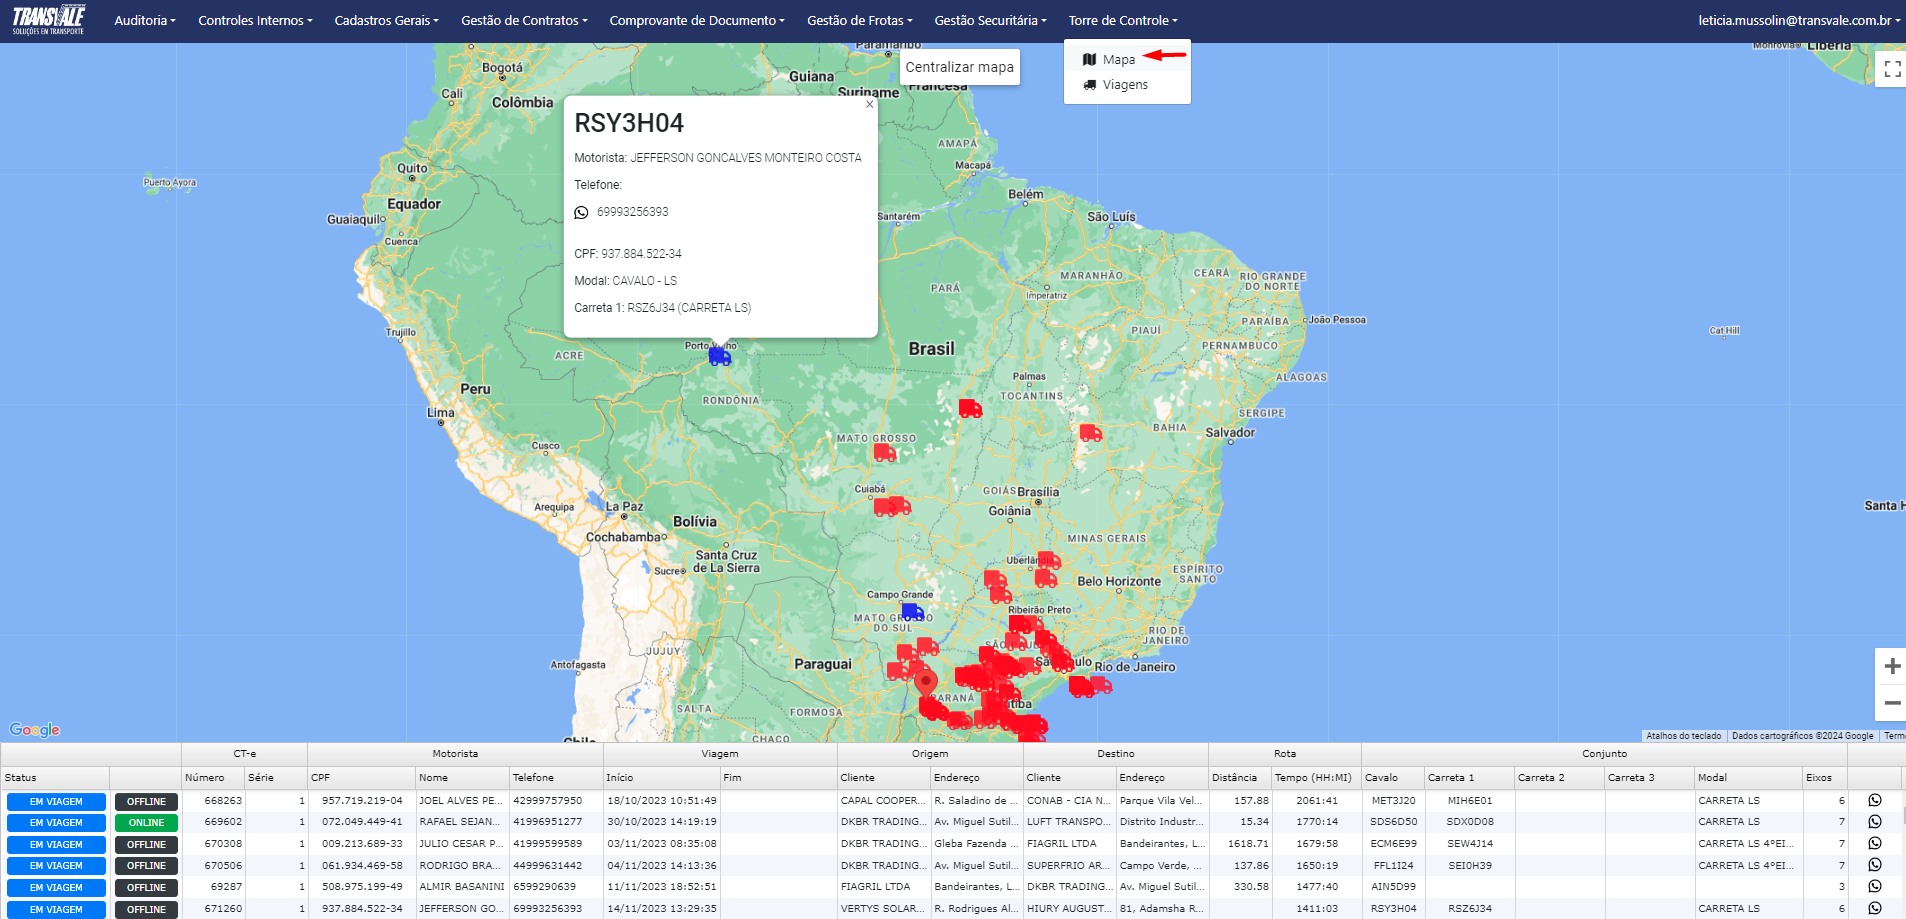 TRANSVALE
SOLUÇÕES EM TRANSPORTE
Auditoria Controles Internos Cadastros Gerais Gestão de Contratos Comprovante de Documento Gestão de Frotas Gestão Securitária Torre de Controle leticia.mussolin@transvale.com.br
Mapa
Viagens
Centralizar mapa
RSY3H04
Motorista: JEFFERSON GONCALVES MONTEIRO COSTA
Telefone:
69993256393
CPF: 937.884.522-34
Modal: CAVALO - LS
Carreta 1: RSZ6J34 (CARRETA LS)
Paramaribo
Monrovia
Liberia
Bogotá
Guiana
Cali
Colômbia
Suriname
Francesa
AMAPÁ
Macapá
Quito
Puerto Ayora
Equador
Belém
Guaiaquil
Santarém
São Luís
Cuenca
MARANHÃO
CEARÁ
RIO GRANDE
DO NORTE
PARÁ
Imperatriz
Trujillo
PIAUÍ
PARAÍBA
João Pessoa
Cat Hill
Porto Velho
PERNAMBUCO
ACRE
Brasil
Peru
Palmas
ALAGOAS
RONDÔNIA
TOCANTINS
Lima
SERGIPE
BAHIA
Salvador
Cusco
MATO GROSSO
Cuiabá
GOIÁS
Brasília
Arequipa
La Paz
Goiânia
Santa H
Bolívia
Cochabamba
MINAS GERAIS
Santa Cruz
de La Sierra
Uberlândia
Sucre
Belo Horizonte
ESPÍRITO
SANTO
Campo Grande
Ribeirão Preto
MATO GROSSO
DO SUL
RIO DE
JANEIRO
SÃO PAULO
JUJUY
Antofagasta
Paraguai
São Paulo
Rio de Janeiro
PARANÁ
itiba
SALTA
FORMOSA
CHACO
Chile
Google
Atalhos do teclado Dados cartográficos ©2024 Google Term
CT-e Motorista Viagem Origem Destino Rota Conjunto
Status Número Série CPF Nome Telefone Início Fim Cliente Endereço Cliente Endereço Distância Tempo (HH:MI) Cavalo Carreta 1 Carreta 2 Carreta 3 Modal Eixos
EM VIAGEM OFFLINE 668263 1 957.719.219-04 JOEL ALVES PE... 42999757950 18/10/2023 10:51:49 CAPAL COOPER... R. Saladino de ... CONAB - CIA N... Parque Vila Vel... 157.88 2061:41 MET3J20 MIH6E01 CARRETA LS 6
EM VIAGEM ONLINE 669602 1 072.049.449-41 RAFAEL SEJAN... 41996951277 30/10/2023 14:19:19 DKBR TRADING... Av. Miguel Sutil... LUFT TRANSPO... Distrito Industr... 15.34 1770:14 SDS6D50 SDX0D08 CARRETA LS 7
EM VIAGEM OFFLINE 670308 1 009.213.689-33 JULIO CESAR P... 41999599589 03/11/2023 08:35:08 DKBR TRADING... Gleba Fazenda ... FIAGRIL LTDA Bandeirantes, L... 1618.71 1679:58 ECM6E99 SEW4J14 CARRETA LS 4ºEI... 7
EM VIAGEM OFFLINE 670506 1 061.934.469-58 RODRIGO BRA... 44999631442 04/11/2023 14:13:36 DKBR TRADING... Av. Miguel Sutil... SUPERFRIO AR... Campo Verde, ... 137.86 1650:19 FFL1I24 SEI0H39 CARRETA LS 4ºEI... 7
EM VIAGEM OFFLINE 69287 1 508.975.199-49 ALMIR BASANINI 6599290639 11/11/2023 18:52:51 FIAGRIL LTDA Bandeirantes, L... DKBR TRADING... Av. Miguel Sutil... 330.58 1477:40 AIN5D99 3
EM VIAGEM OFFLINE 671260 1 937.884.522-34 JEFFERSON GO... 69993256393 14/11/2023 13:29:35 VERTYS SOLAR... R. Rodrigues Al... HIURY AUGUST... 81, Adamsha R... 1411:03 RSY3H04 RSZ6J34 CARRETA LS 6